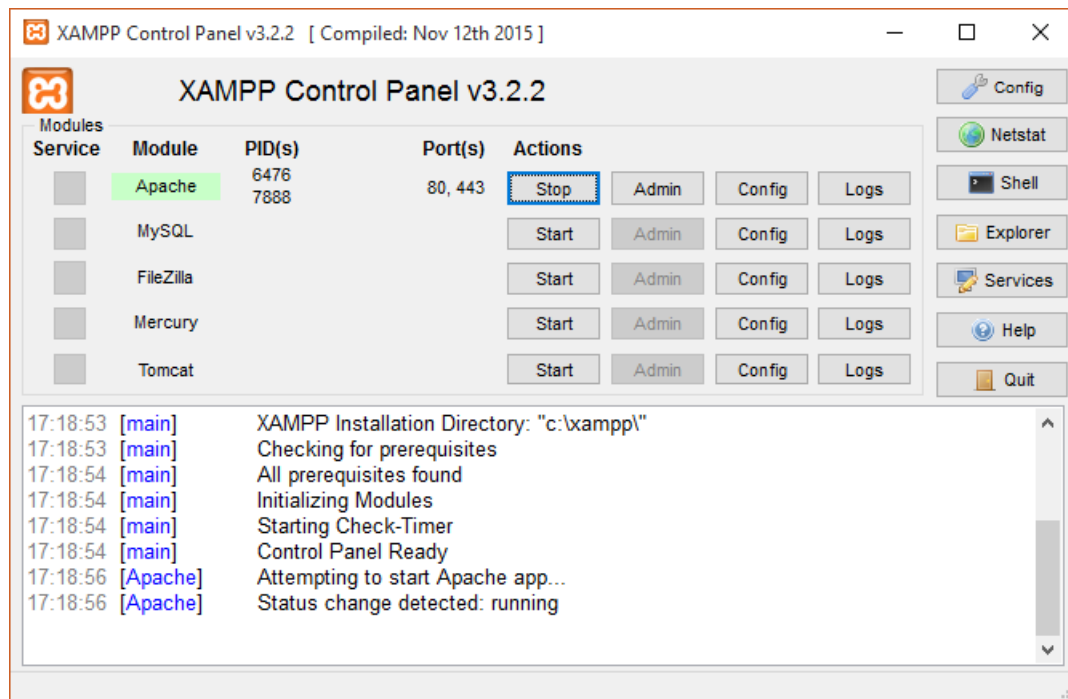 XAMPP Control Panel v3.2.2 [ Compiled: Nov 12th 2015 ]
XAMPP Control Panel v3.2.2
Config
Modules
Netstat
Service Module PID(s) Port(s) Actions
Apache 6476 7888 80, 443 Stop Admin Config Logs
Shell
MySQL Start Admin Config Logs
Explorer
FileZilla Start Admin Config Logs
Services
Mercury Start Admin Config Logs
Help
Tomcat Start Admin Config Logs
Quit
17:18:53 [main] XAMPP Installation Directory: "c:\xampp\"
17:18:53 [main] Checking for prerequisites
17:18:54 [main] All prerequisites found
17:18:54 [main] Initializing Modules
17:18:54 [main] Starting Check-Timer
17:18:54 [main] Control Panel Ready
17:18:56 [Apache] Attempting to start Apache app...
17:18:56 [Apache] Status change detected: running